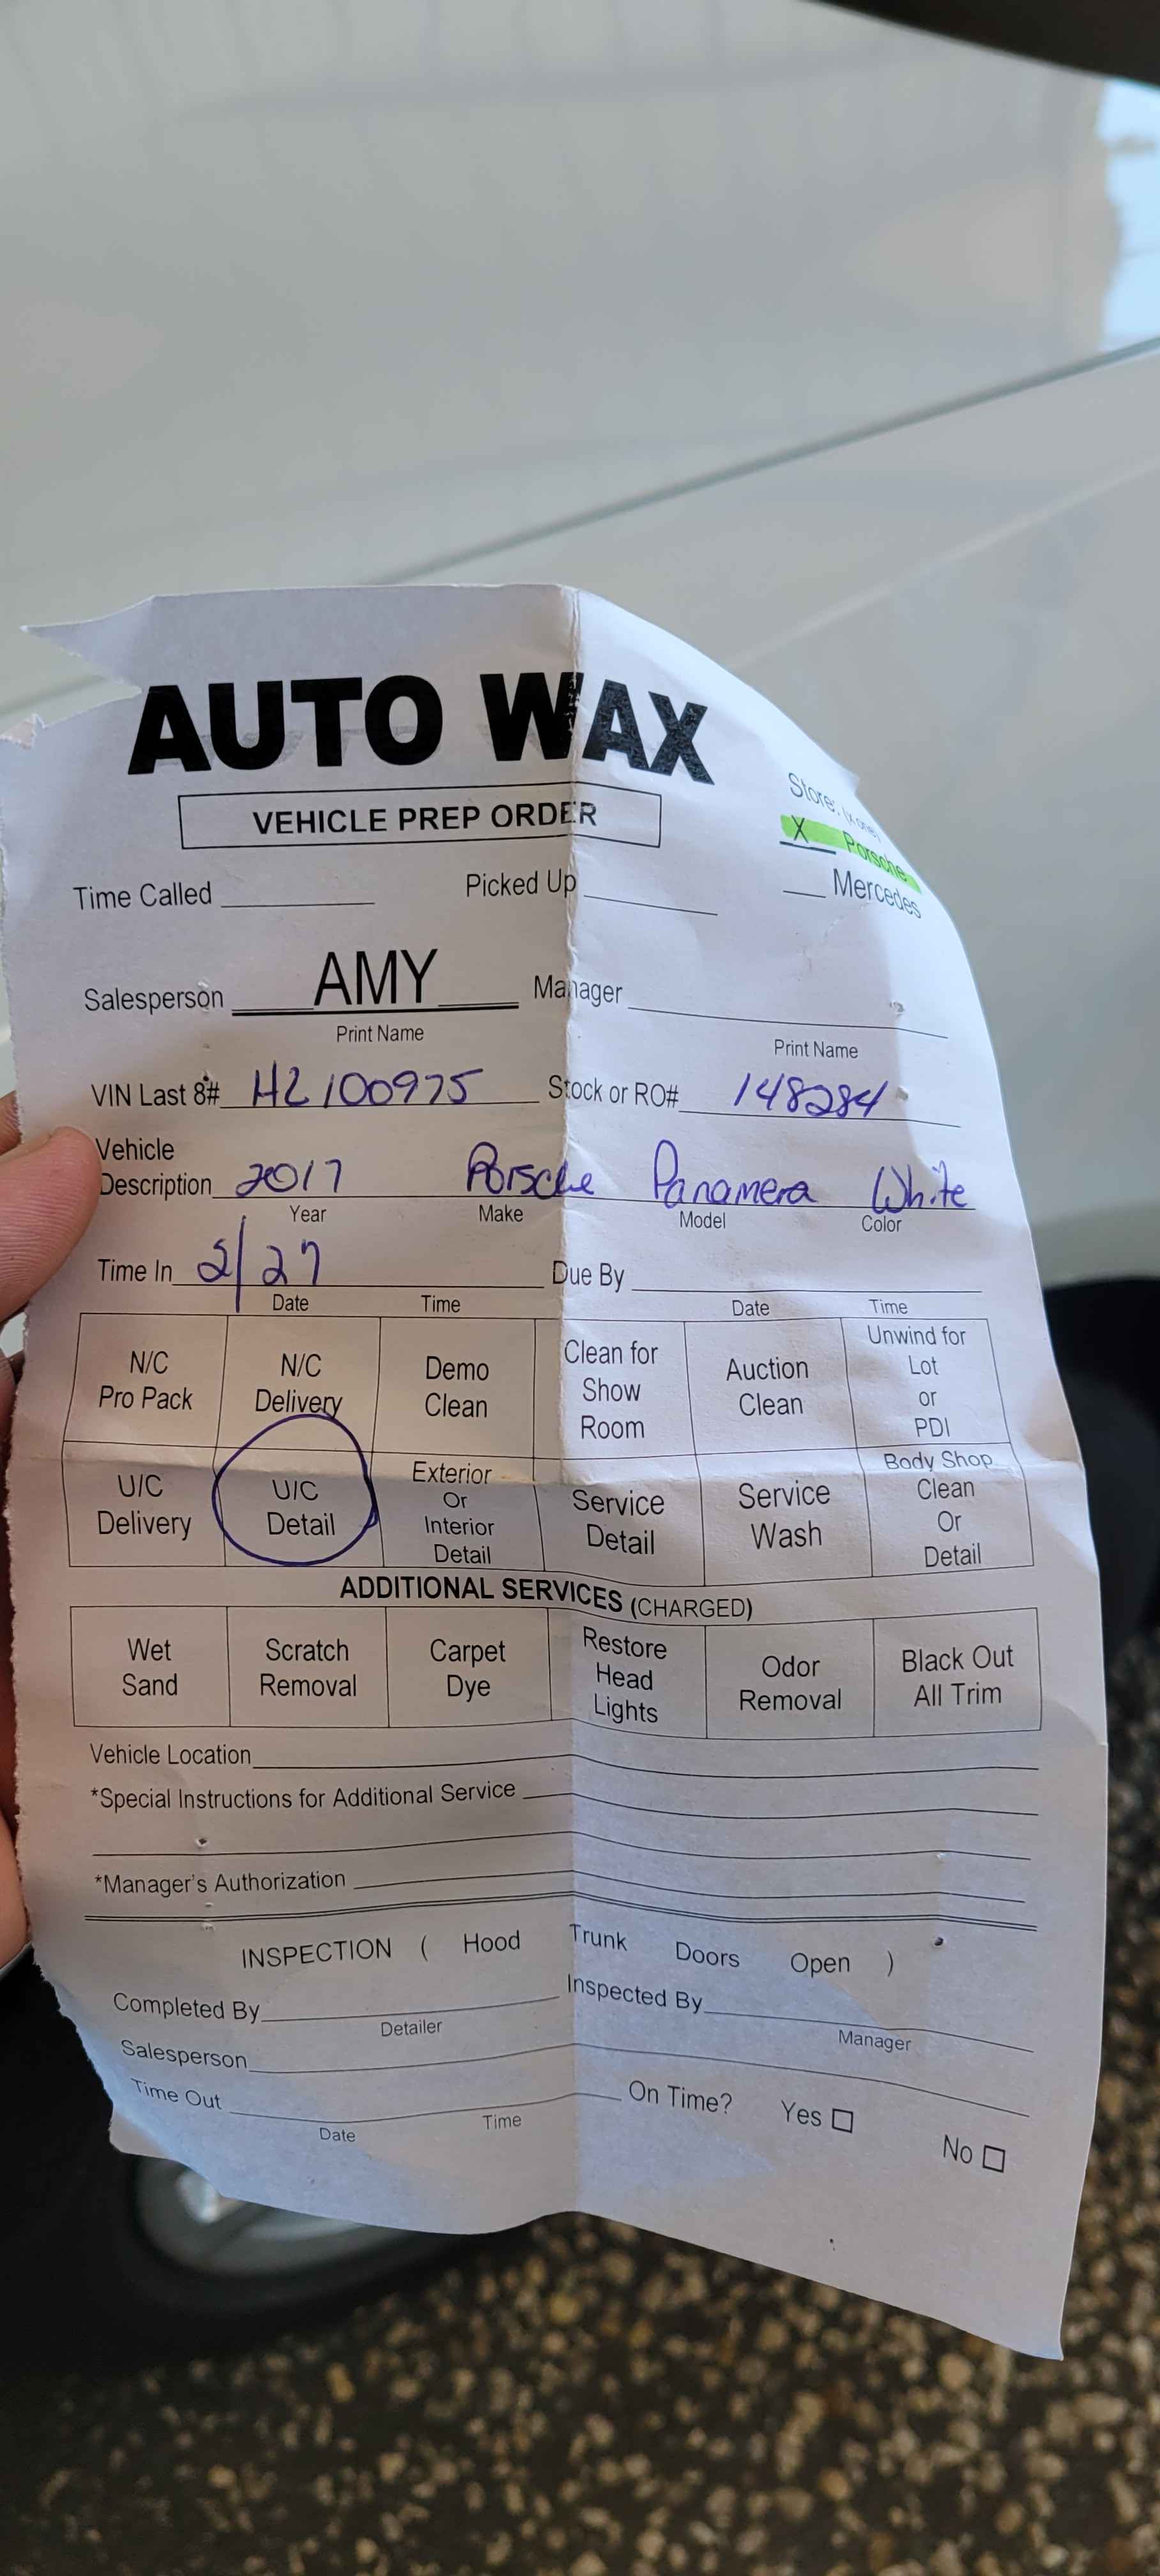 AUTO WAX
VEHICLE PREP ORDER
Store: (x one)
X Porsche
Mercedes
Time Called
Picked Up
Salesperson AMY Manager
Print Name
Print Name
VIN Last 8# HL100975 Stock or RO# 148284
Vehicle
Description 2017 Porsche Panamera White
Year Make Model Color
Time In 2/27 Due By
Date Time Date Time
N/C
Pro Pack
N/C
Delivery
Demo
Clean
Clean for
Show
Room
Auction
Clean
Unwind for
Lot
or
PDI
U/C
Delivery
U/C
Detail
Exterior
Or
Interior
Detail
Service
Detail
Service
Wash
Body Shop
Clean
Or
Detail
ADDITIONAL SERVICES (CHARGED)
Wet
Sand
Scratch
Removal
Carpet
Dye
Restore
Head
Lights
Odor
Removal
Black Out
All Trim
Vehicle Location
*Special Instructions for Additional Service
*Manager's Authorization
INSPECTION ( Hood Trunk Doors Open )
Completed By Inspected By
Detailer Manager
Salesperson
Time Out On Time? Yes No
Date Time